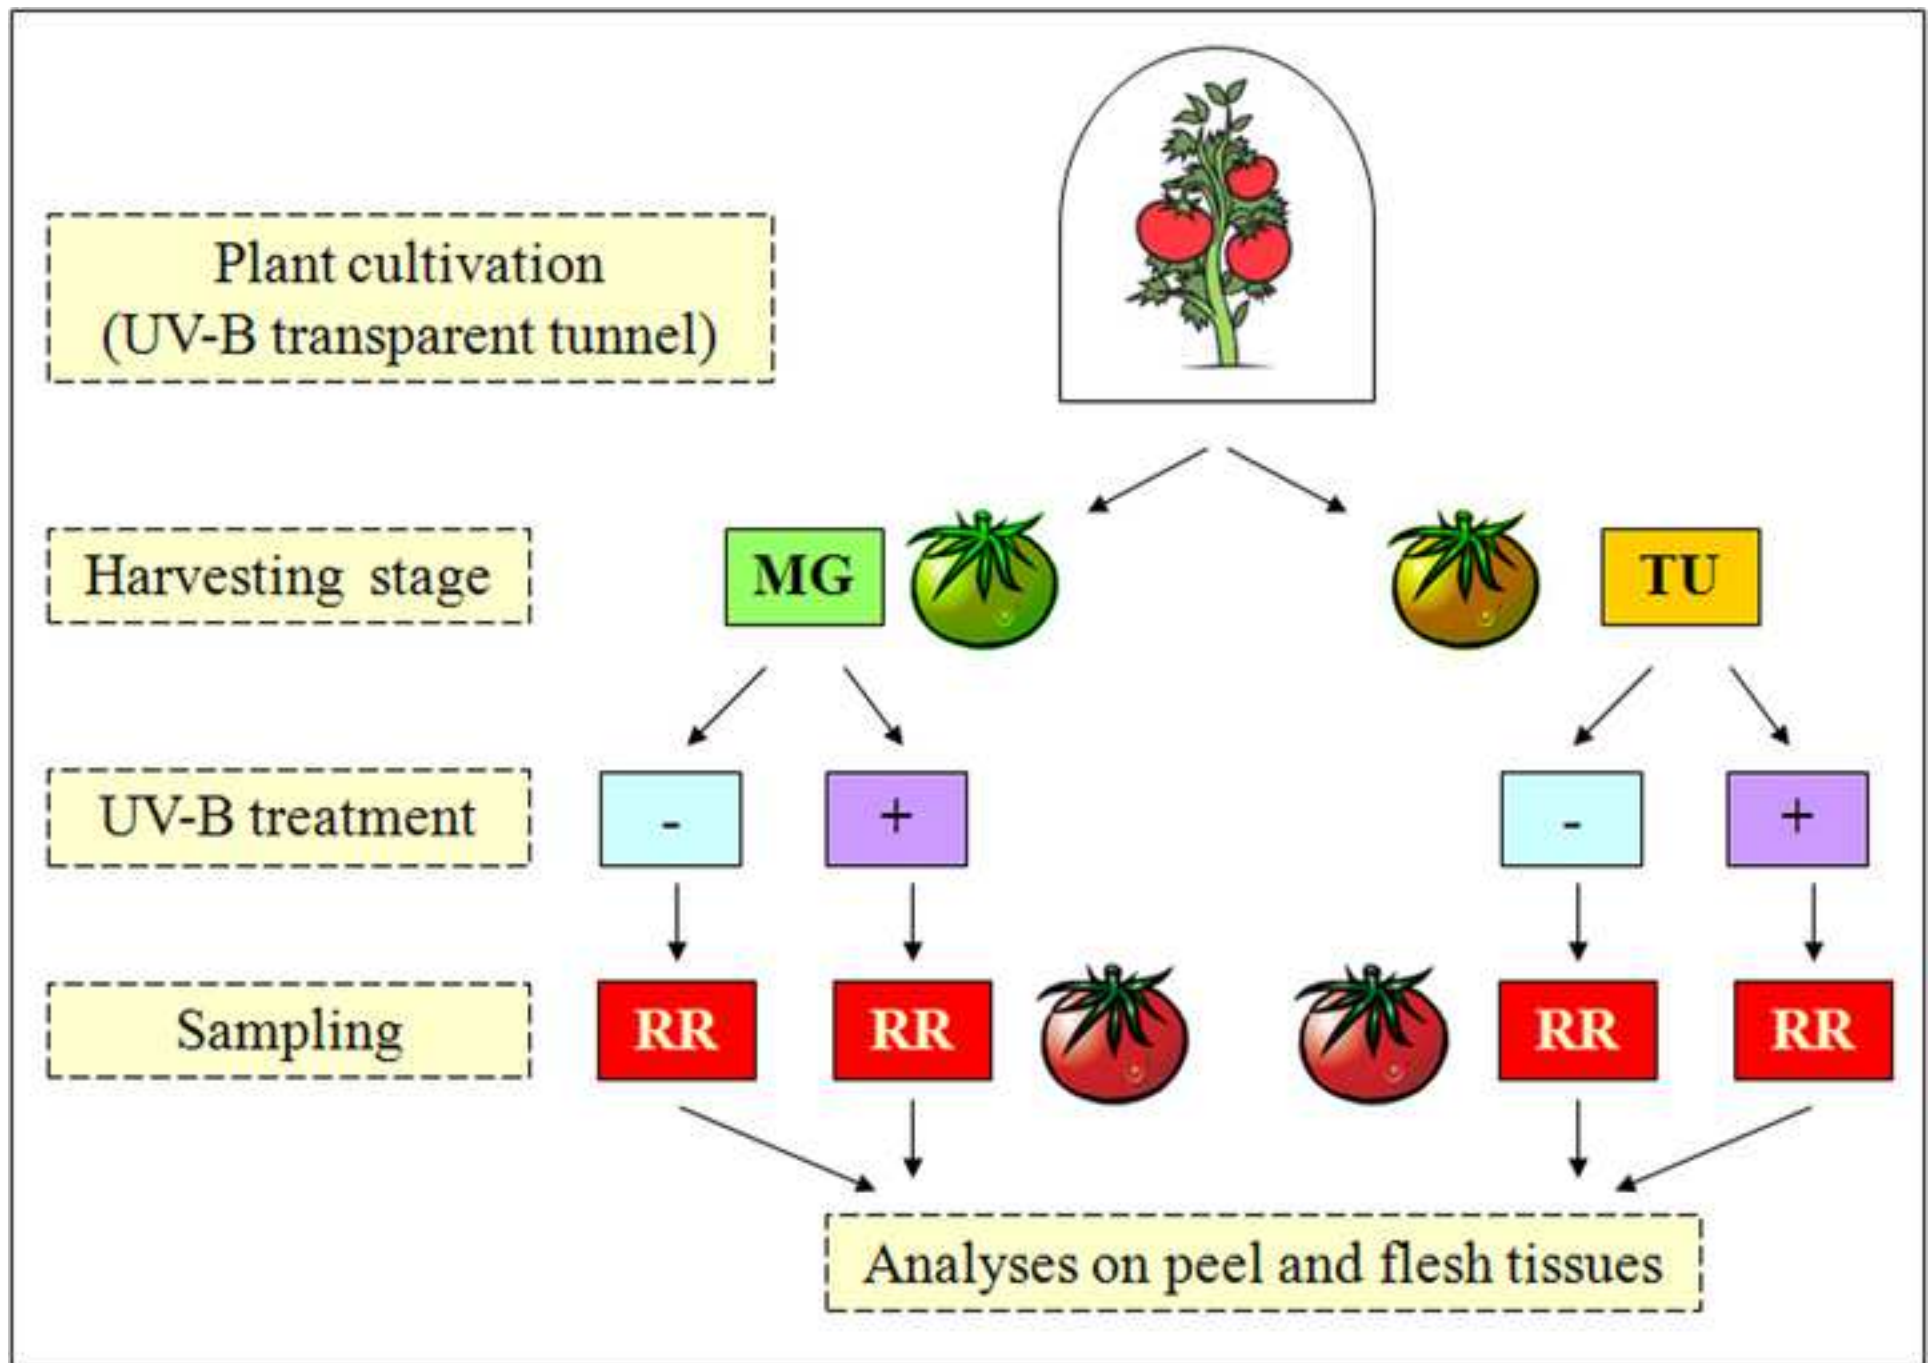 Plant cultivation
(UV-B transparent tunnel)
Harvesting stage
MG
TU
UV-B treatment
-
+
-
+
Sampling
RR
RR
RR
RR
Analyses on peel and flesh tissues